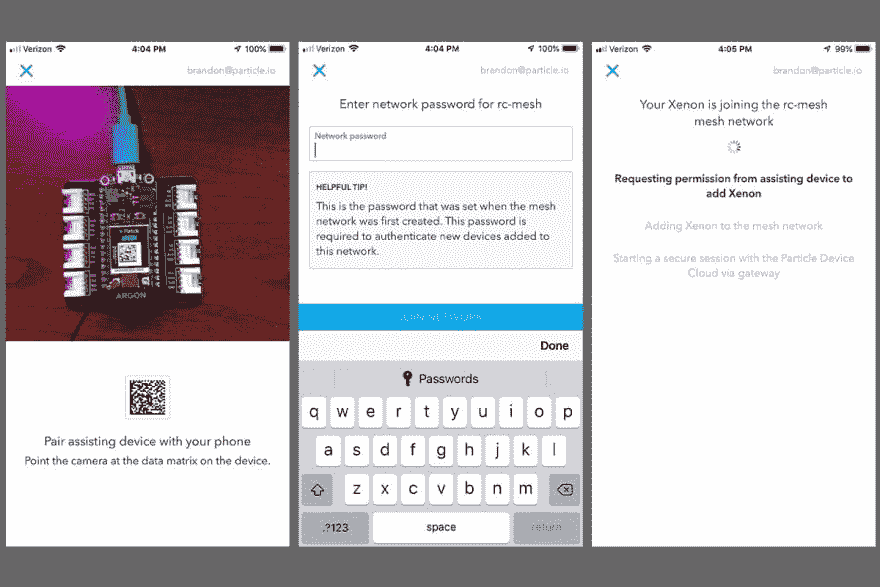 Verizon
4:04 PM
100%
brandon@particle.io
ARGON
Pair assisting device with your phone
Point the camera at the data matrix on the device.
Verizon
4:04 PM
100%
brandon@particle.io
Enter network password for rc-mesh
Network password
HELPFUL TIP!
This is the password that was set when the mesh
network was first created. This password is
required to authenticate new devices added to
this network.
Done
Passwords
q w e r t y u i o p
a s d f g h j k l
z x c v b n m
.?123
space
return
Verizon
4:05 PM
99%
brandon@particle.io
Your Xenon is joining the rc-mesh
mesh network
Requesting permission from assisting device to
add Xenon
Adding Xenon to the mesh network
Starting a secure session with the Particle Device
Cloud via gateway